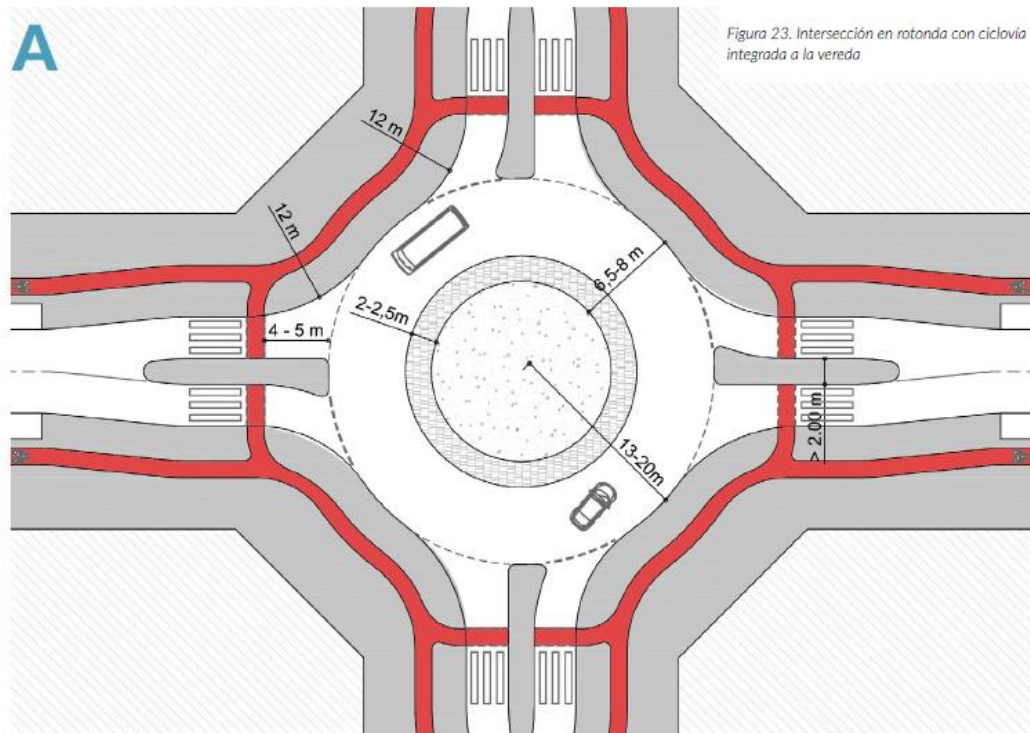 A
Figura 23. Intersección en rotonda con ciclovía
integrada a la vereda
12 m
12 m
6,5-8 m
2-2,5m
4 - 5 m
13-20m
> 2.00 m